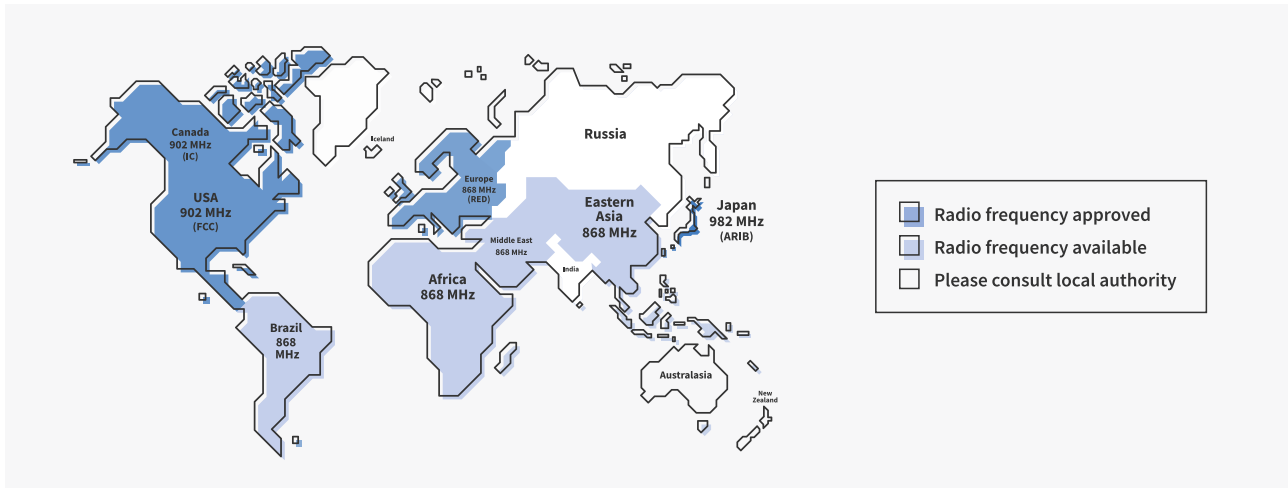 Canada
902 MHz
(IC)
USA
902 MHz
(FCC)
Brazil
868
MHz
Iceland
Europe
868 MHz
(RED)
Russia
Middle East
868 MHz
Africa
868 MHz
Eastern
Asia
868 MHz
India
Japan
982 MHz
(ARIB)
Australasia
New
Zealand
Radio frequency approved
Radio frequency available
Please consult local authority